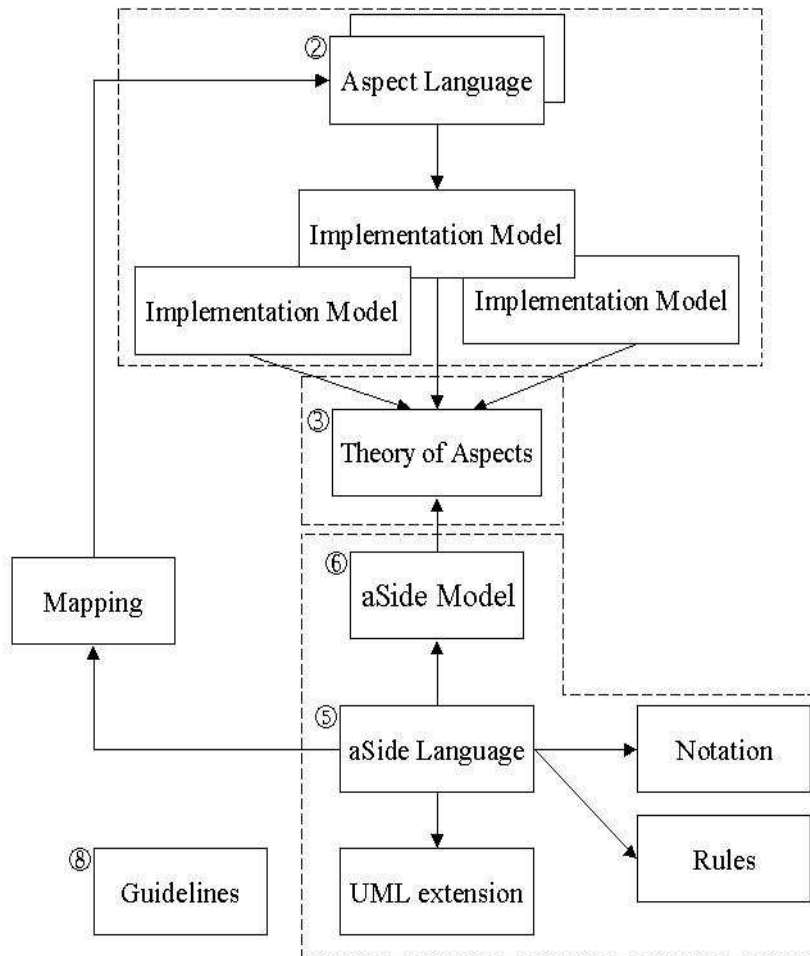 ②
Aspect Language
Implementation Model
Implementation Model
Implementation Model
③
Theory of Aspects
⑥
aSide Model
Mapping
⑤
aSide Language
Notation
Rules
⑧
Guidelines
UML extension